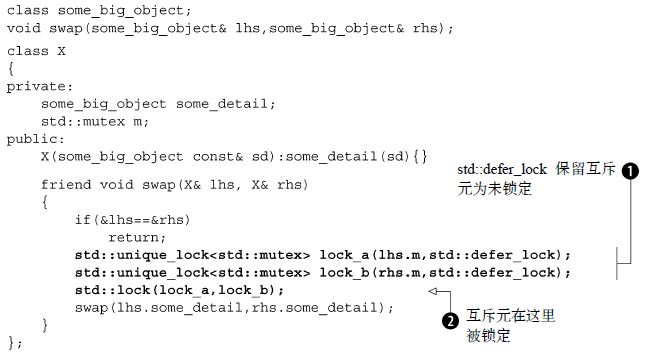 class some_big_object;
void swap(some_big_object& lhs,some_big_object& rhs);
class X
{
private:
    some_big_object some_detail;
    std::mutex m;
public:
    X(some_big_object const& sd):some_detail(sd){}
    friend void swap(X& lhs, X& rhs)
    {
        if(&lhs==&rhs)
            return;
        std::unique_lock<std::mutex> lock_a(lhs.m,std::defer_lock);
        std::unique_lock<std::mutex> lock_b(rhs.m,std::defer_lock);
        std::lock(lock_a,lock_b);
        swap(lhs.some_detail,rhs.some_detail);
    }
};
std::defer_lock 保留互斥
元为未锁定
1
2 互斥元在这里
被锁定